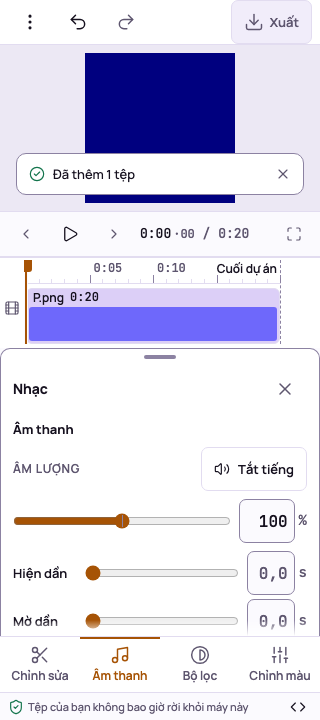 Xuất
Đã thêm 1 tệp
0:00·00 / 0:20
0:05 0:10 Cuối dự án
P.png 0:20
Nhạc
Âm thanh
ÂM LƯỢNG Tắt tiếng
100 %
Hiện dần 0,0 s
Mờ dần 0,0 s
Chỉnh sửa Âm thanh Bộ lọc Chỉnh màu
Tệp của bạn không bao giờ rời khỏi máy này